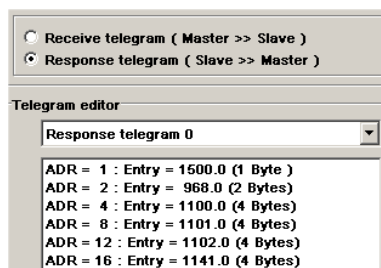 Receive telegram ( Master >> Slave )
Response telegram ( Slave >> Master )
Telegram editor
Response telegram 0
ADR = 1 : Entry = 1500.0 (1 Byte )
ADR = 2 : Entry = 968.0 (2 Bytes)
ADR = 4 : Entry = 1100.0 (4 Bytes)
ADR = 8 : Entry = 1101.0 (4 Bytes)
ADR = 12 : Entry = 1102.0 (4 Bytes)
ADR = 16 : Entry = 1141.0 (4 Bytes)